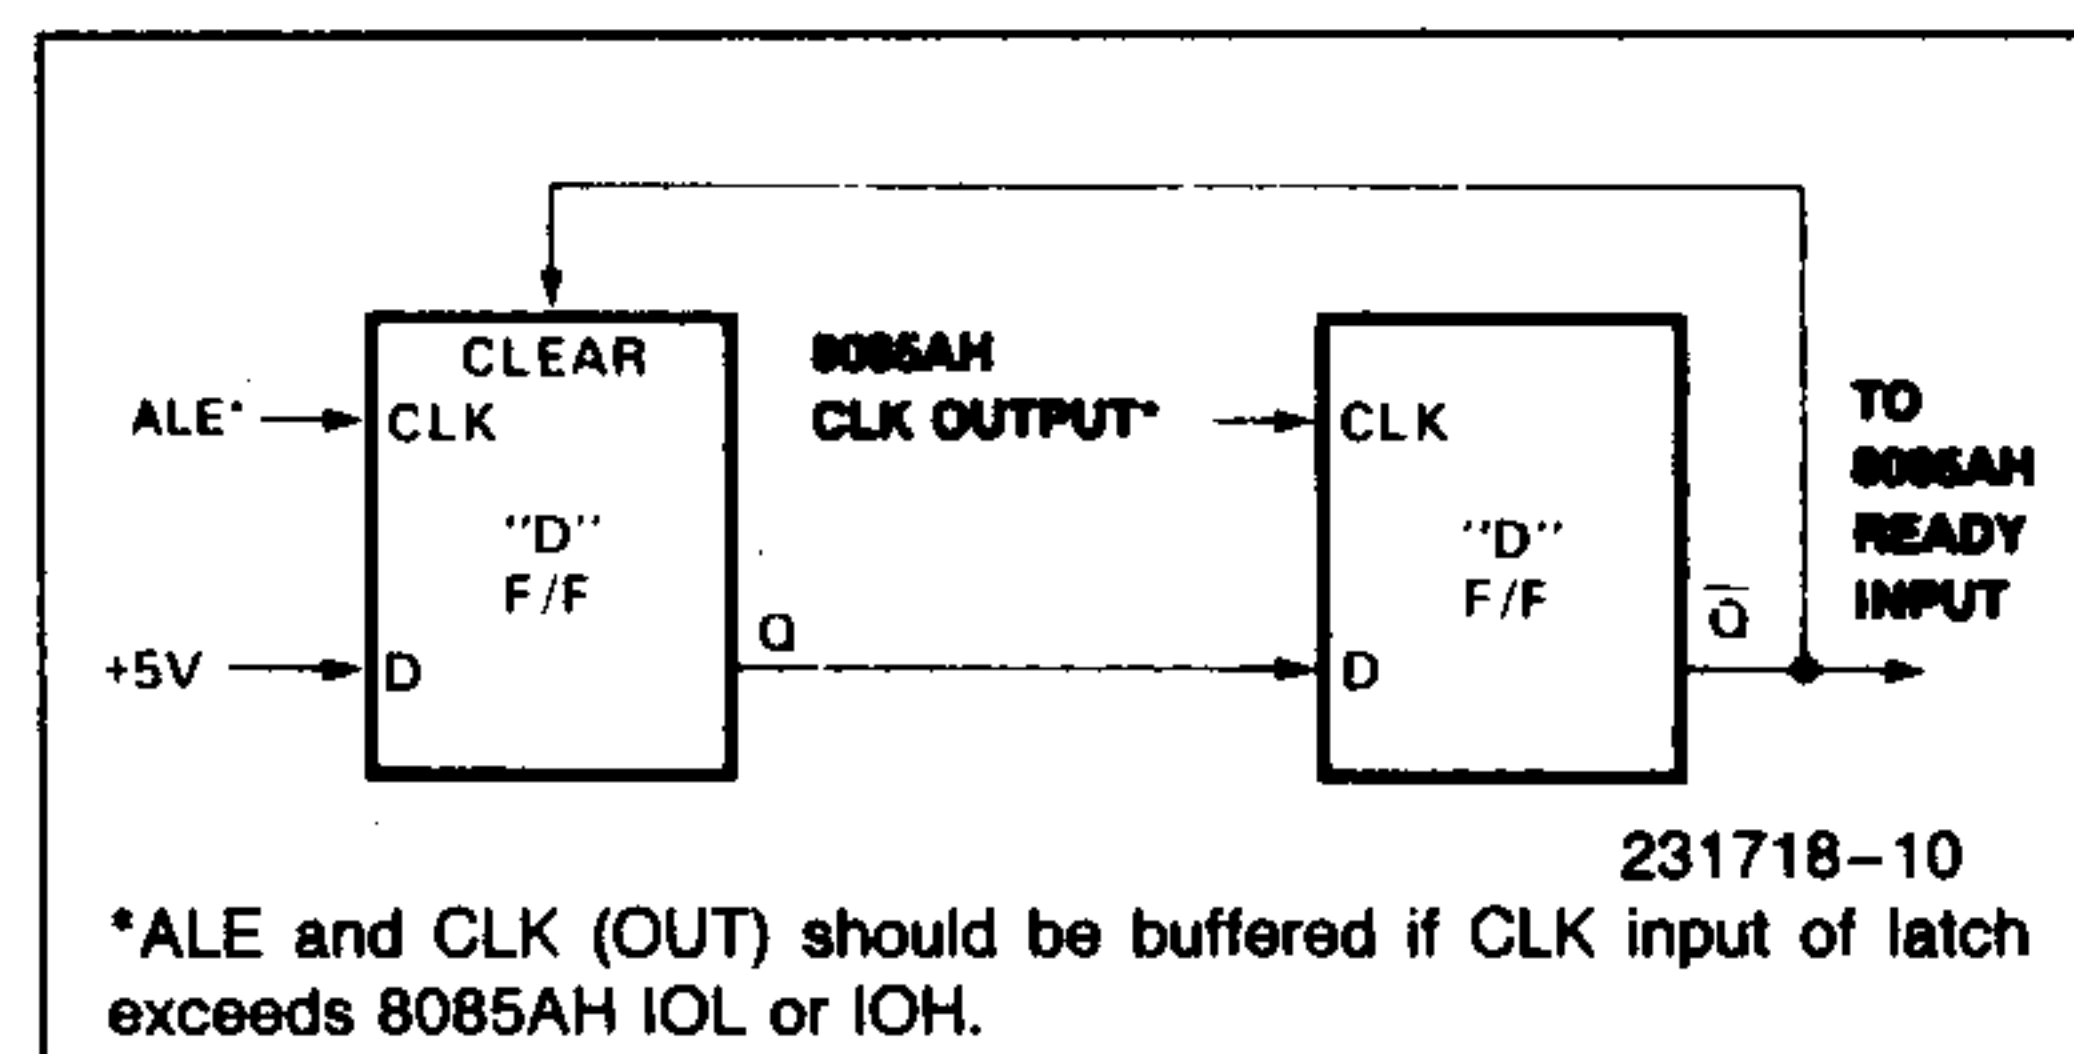 CLEAR
ALE*
CLK
"D"
F/F
+5V
D
Q
8085AH
CLK OUTPUT*
CLK
"D"
F/F
D
Q̅
TO
8085AH
READY
INPUT
231718-10
*ALE and CLK (OUT) should be buffered if CLK input of latch
exceeds 8085AH IOL or IOH.